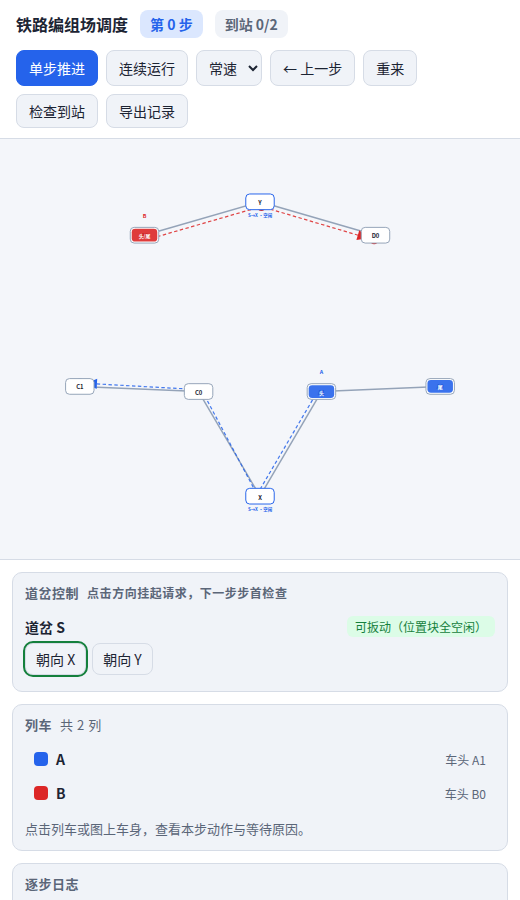 铁路编组场调度 第 0 步 到站 0/2
单步推进 连续运行 常速 ← 上一步 重来
检查到站 导出记录
Y
B
S→X · 空闲
头/尾
D0
A
C1
C0
头
尾
X
S→X · 空闲
道岔控制 点击方向挂起请求，下一步步首检查
道岔 S 可扳动（位置块全空闲）
朝向 X 朝向 Y
列车 共 2 列
A 车头 A1
B 车头 B0
点击列车或图上车身，查看本步动作与等待原因。
逐步日志